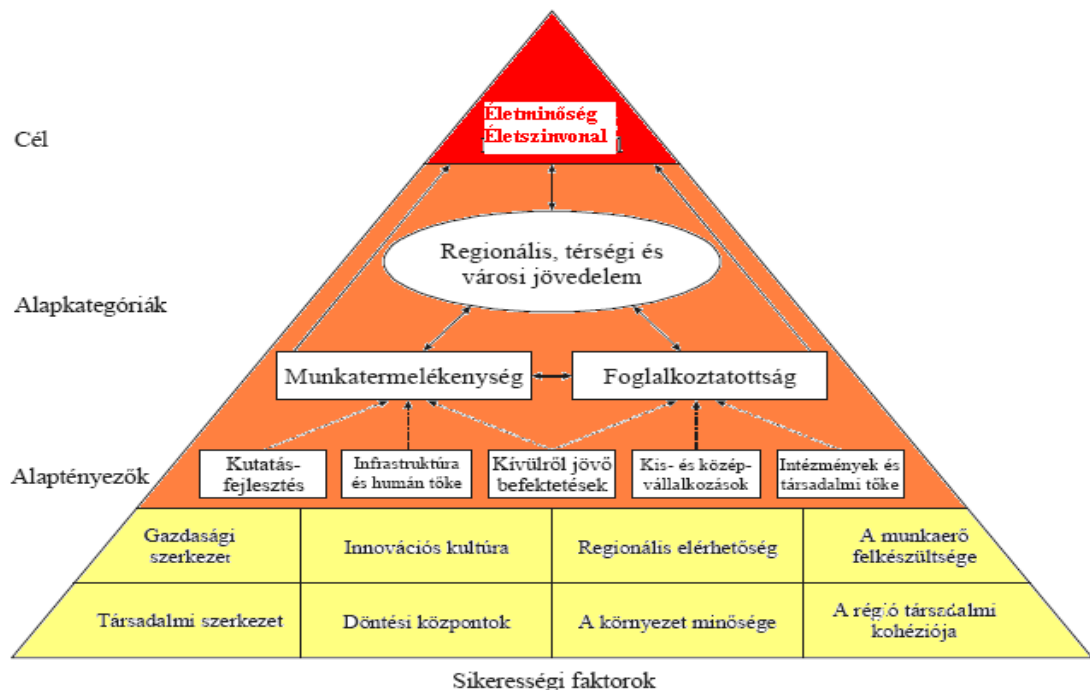 Életminőség
Életszinvonal
Cél
Regionális, térségi és
városi jövedelem
Alapkategóriák
Munkatermelékenység
Foglalkoztatottság
Alaptényezők
Kutatás-
fejlesztés
Infrastruktúra
és humán tőke
Kívülről jövő
befektetések
Kis- és közép-
vállalkozások
Intézmények és
társadalmi tőke
Gazdasági
szerkezet
Innovációs kultúra
Regionális elérhetőség
A munkaerő
felkészültsége
Társadalmi szerkezet
Döntési központok
A környezet minősége
A régió társadalmi
kohéziója
Sikerességi faktorok